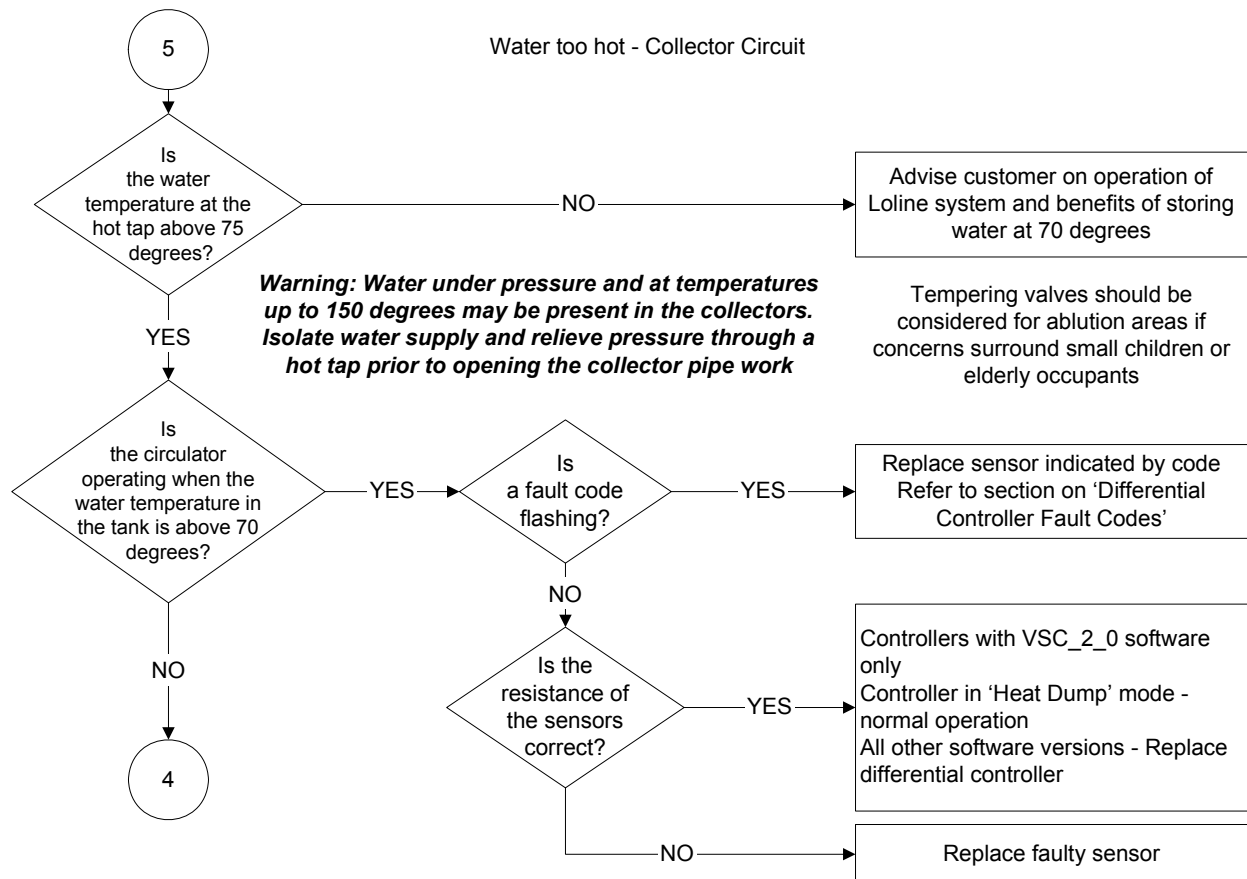 5
Water too hot - Collector Circuit
Is
the water
temperature at the
hot tap above 75
degrees?
NO
Advise customer on operation of
Loline system and benefits of storing
water at 70 degrees
YES
Warning: Water under pressure and at temperatures
up to 150 degrees may be present in the collectors.
Isolate water supply and relieve pressure through a
hot tap prior to opening the collector pipe work
Tempering valves should be
considered for ablution areas if
concerns surround small children or
elderly occupants
Is
the circulator
operating when the
water temperature in
the tank is above 70
degrees?
YES
Is
a fault code
flashing?
YES
Replace sensor indicated by code
Refer to section on ‘Differential
Controller Fault Codes’
NO
NO
Is the
resistance of
the sensors
correct?
YES
Controllers with VSC_2_0 software
only
Controller in ‘Heat Dump’ mode -
normal operation
All other software versions - Replace
differential controller
4
NO
Replace faulty sensor